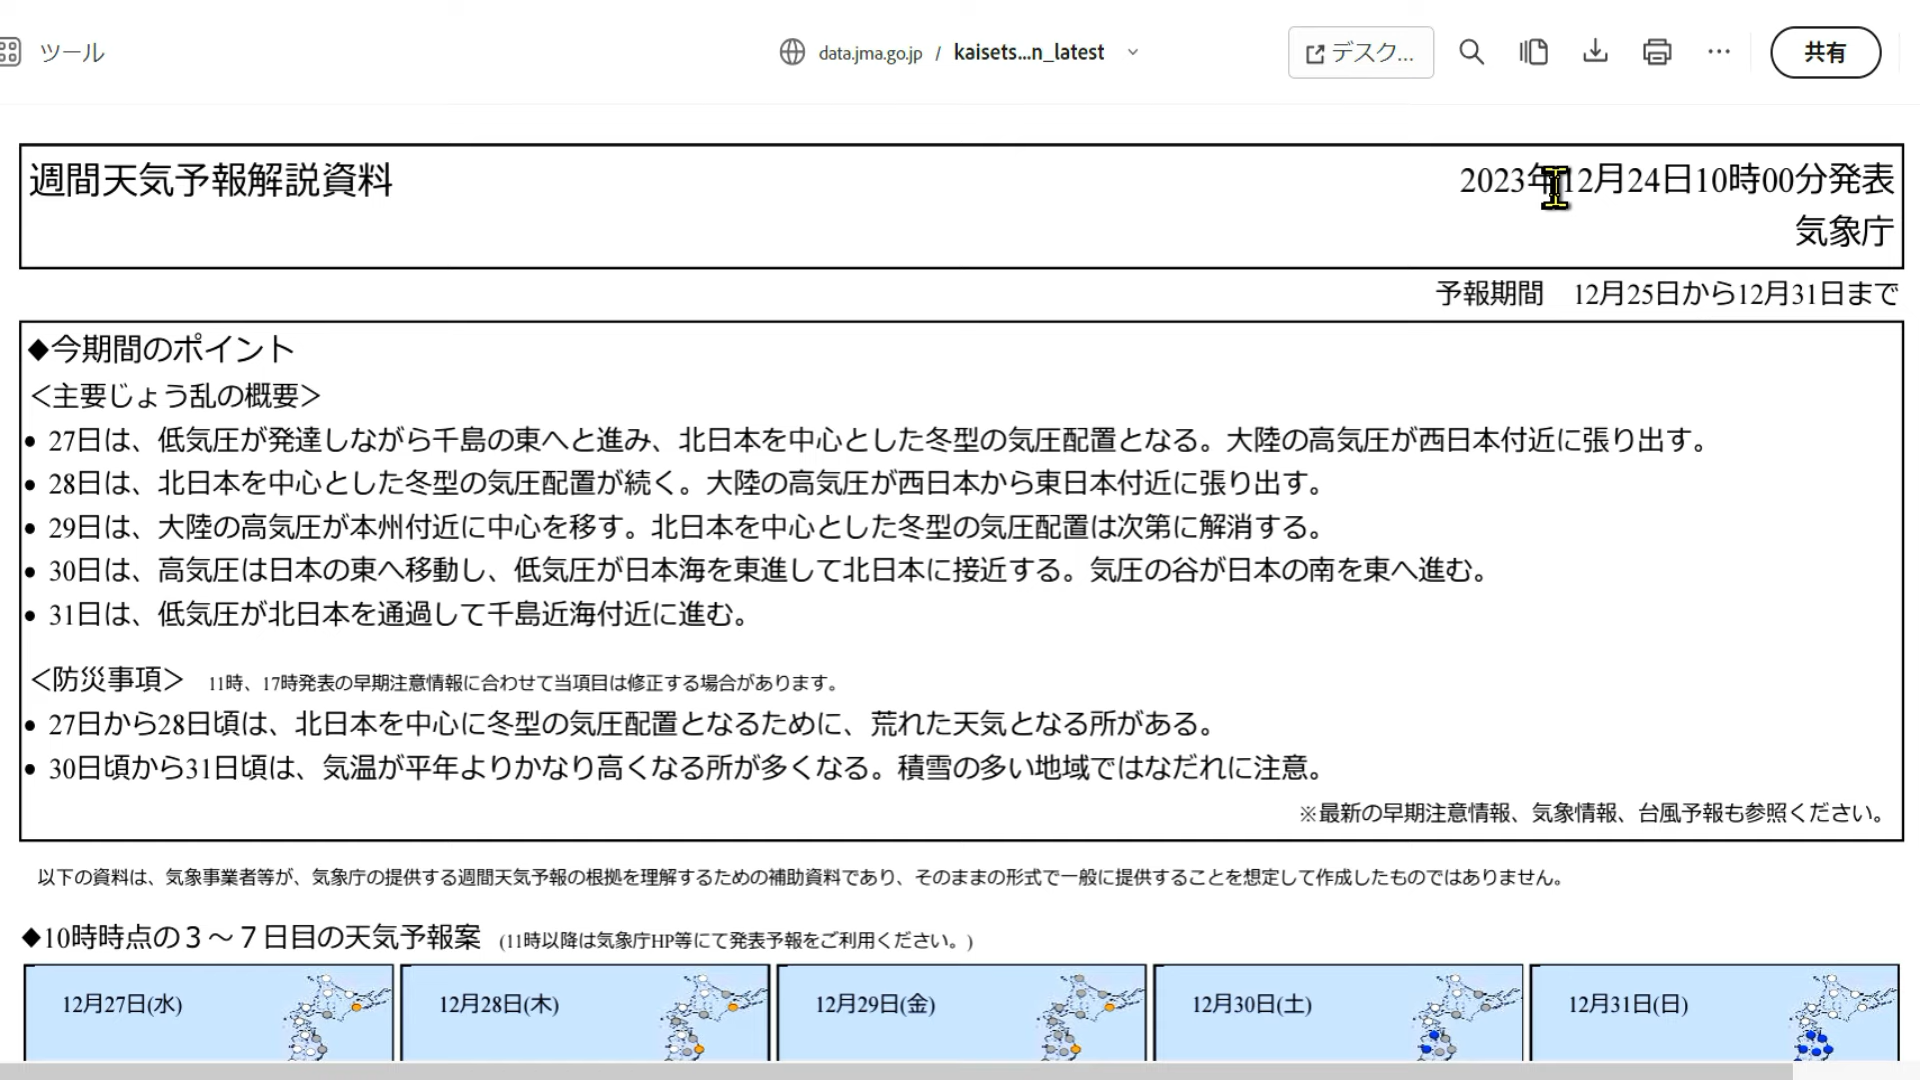 ツール
data.jma.go.jp / kaisets...n_latest
デスク...
共有
週間天気予報解説資料
2023年12月24日10時00分発表
気象庁
予報期間　12月25日から12月31日まで
◆今期間のポイント
＜主要じょう乱の概要＞
• 27日は、低気圧が発達しながら千島の東へと進み、北日本を中心とした冬型の気圧配置となる。大陸の高気圧が西日本付近に張り出す。
• 28日は、北日本を中心とした冬型の気圧配置が続く。大陸の高気圧が西日本から東日本付近に張り出す。
• 29日は、大陸の高気圧が本州付近に中心を移す。北日本を中心とした冬型の気圧配置は次第に解消する。
• 30日は、高気圧は日本の東へ移動し、低気圧が日本海を東進して北日本に接近する。気圧の谷が日本の南を東へ進む。
• 31日は、低気圧が北日本を通過して千島近海付近に進む。
＜防災事項＞　11時、17時発表の早期注意情報に合わせて当項目は修正する場合があります。
• 27日から28日頃は、北日本を中心に冬型の気圧配置となるために、荒れた天気となる所がある。
• 30日頃から31日頃は、気温が平年よりかなり高くなる所が多くなる。積雪の多い地域ではなだれに注意。
※最新の早期注意情報、気象情報、台風予報も参照ください。
以下の資料は、気象事業者等が、気象庁の提供する週間天気予報の根拠を理解するための補助資料であり、そのままの形式で一般に提供することを想定して作成したものではありません。
◆10時時点の３～７日目の天気予報案　(11時以降は気象庁HP等にて発表予報をご利用ください。)
12月27日(水)
12月28日(木)
12月29日(金)
12月30日(土)
12月31日(日)